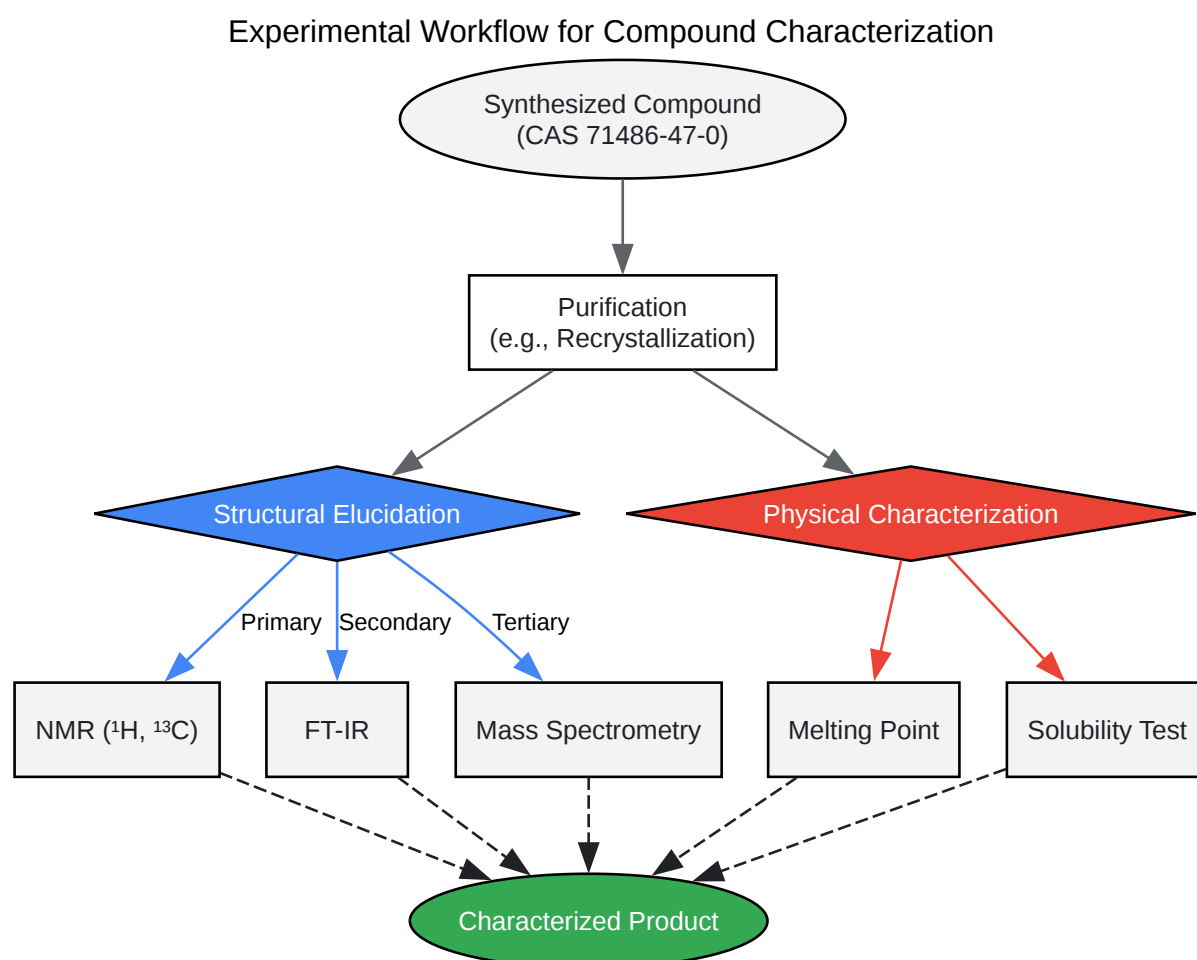 Experimental Workflow for Compound Characterization
Synthesized Compound
(CAS 71486-47-0)
Purification
(e.g., Recrystallization)
Structural Elucidation
Physical Characterization
Primary
Secondary
Tertiary
NMR (¹H, ¹³C)
FT-IR
Mass Spectrometry
Melting Point
Solubility Test
Characterized Product